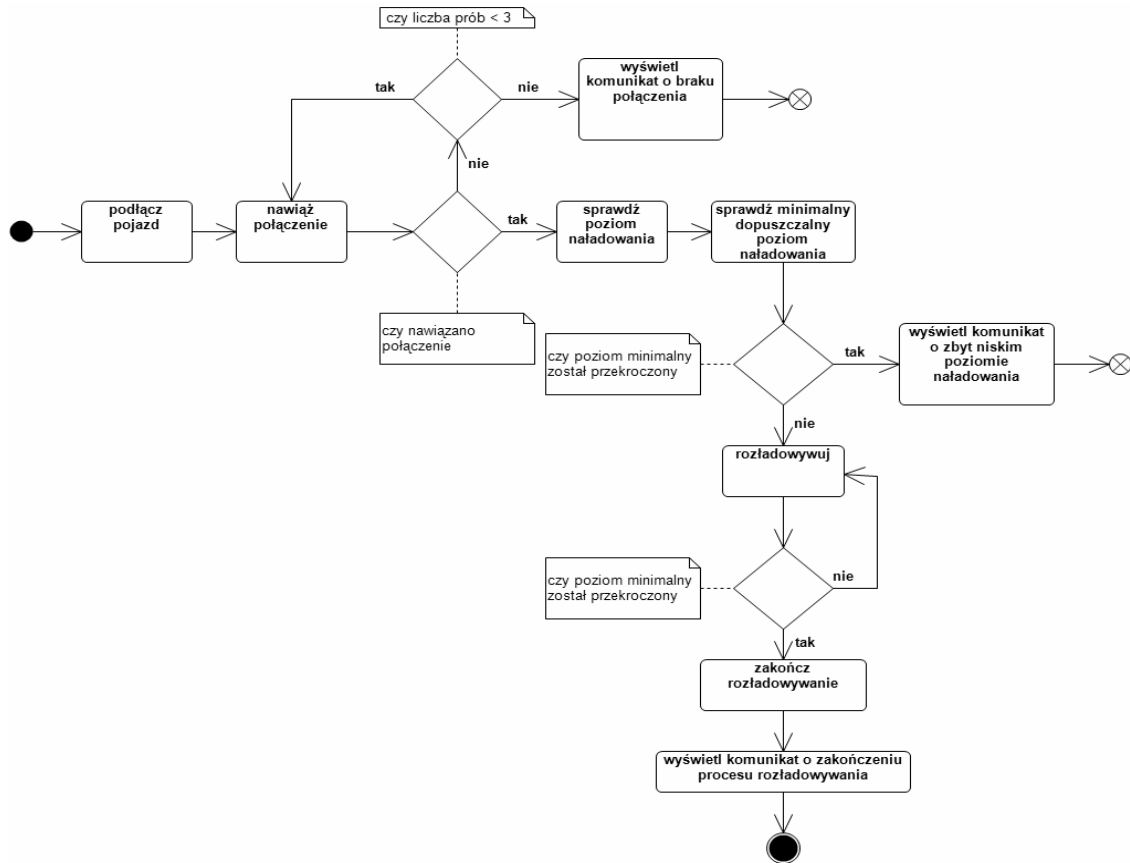 czy liczba prób < 3
wyświetl
komunikat o braku
połączenia
tak
nie
nie
podłącz
pojazd
nawiąż
połączenie
tak
sprawdź
poziom
naładowania
sprawdź minimalny
dopuszczalny
poziom
naładowania
czy nawiązano
połączenie
czy poziom minimalny
został przekroczony
tak
wyświetl komunikat
o zbyt niskim
poziomie
naładowania
nie
rozładowywuj
czy poziom minimalny
został przekroczony
nie
tak
zakończ
rozładowywanie
wyświetl komunikat o zakończeniu
procesu rozładowywania